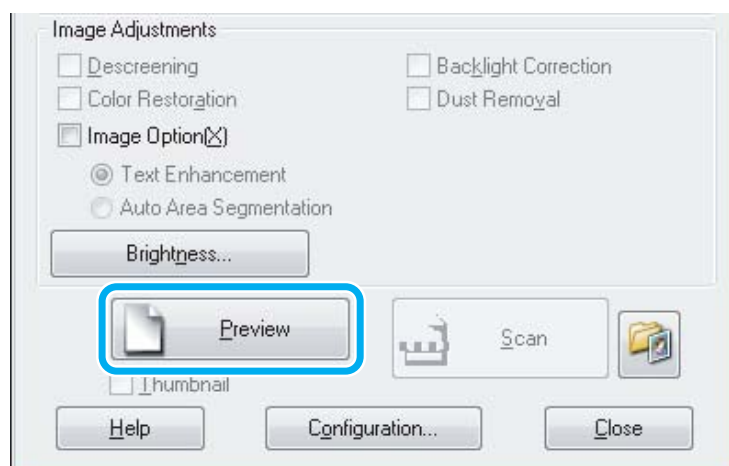 Image Adjustments
Descreening
Backlight Correction
Color Restoration
Dust Removal
Image Option(X)
Text Enhancement
Auto Area Segmentation
Brightness...
Preview
Scan
Thumbnail
Help
Configuration...
Close